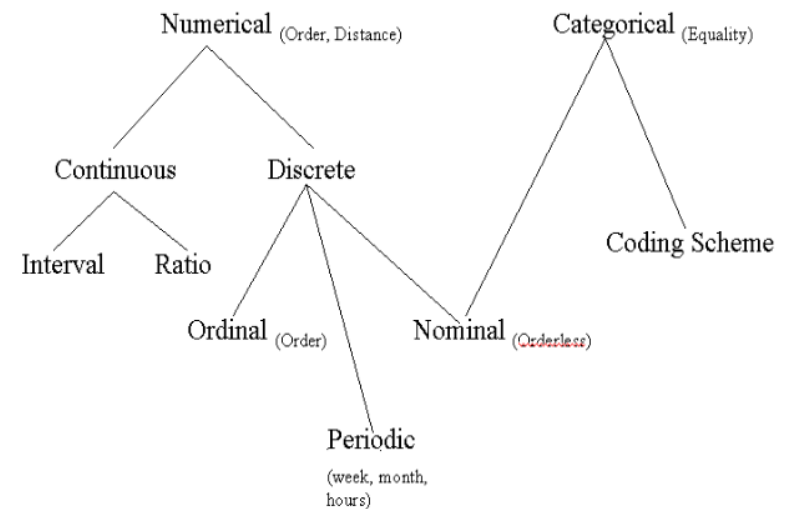 Numerical (Order, Distance)
Categorical (Equality)
Continuous
Discrete
Coding Scheme
Interval
Ratio
Ordinal (Order)
Nominal (Orderless)
Periodic
(week, month,
hours)